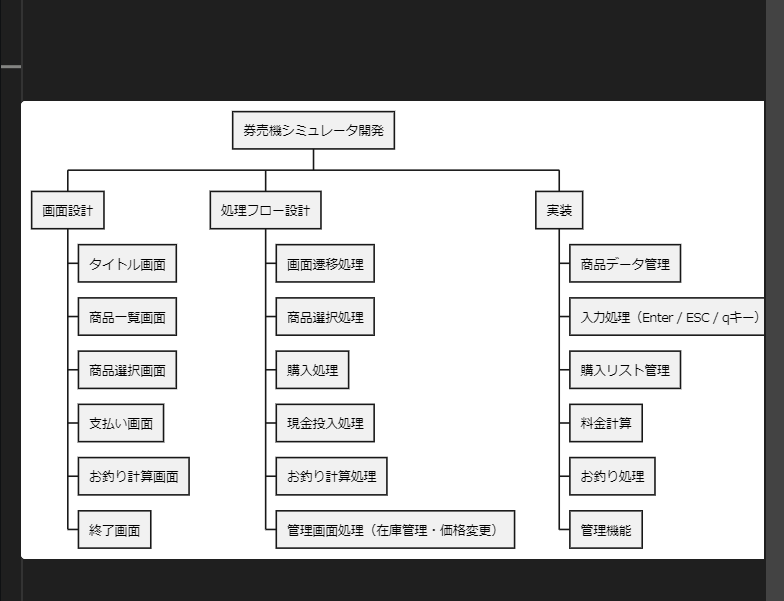 券売機シミュレータ開発
画面設計
処理フロー設計
実装
タイトル画面
画面遷移処理
商品データ管理
商品一覧画面
商品選択処理
入力処理（Enter / ESC / qキー）
商品選択画面
購入処理
購入リスト管理
支払い画面
現金投入処理
料金計算
お釣り計算画面
お釣り計算処理
お釣り処理
終了画面
管理画面処理（在庫管理・価格変更）
管理機能